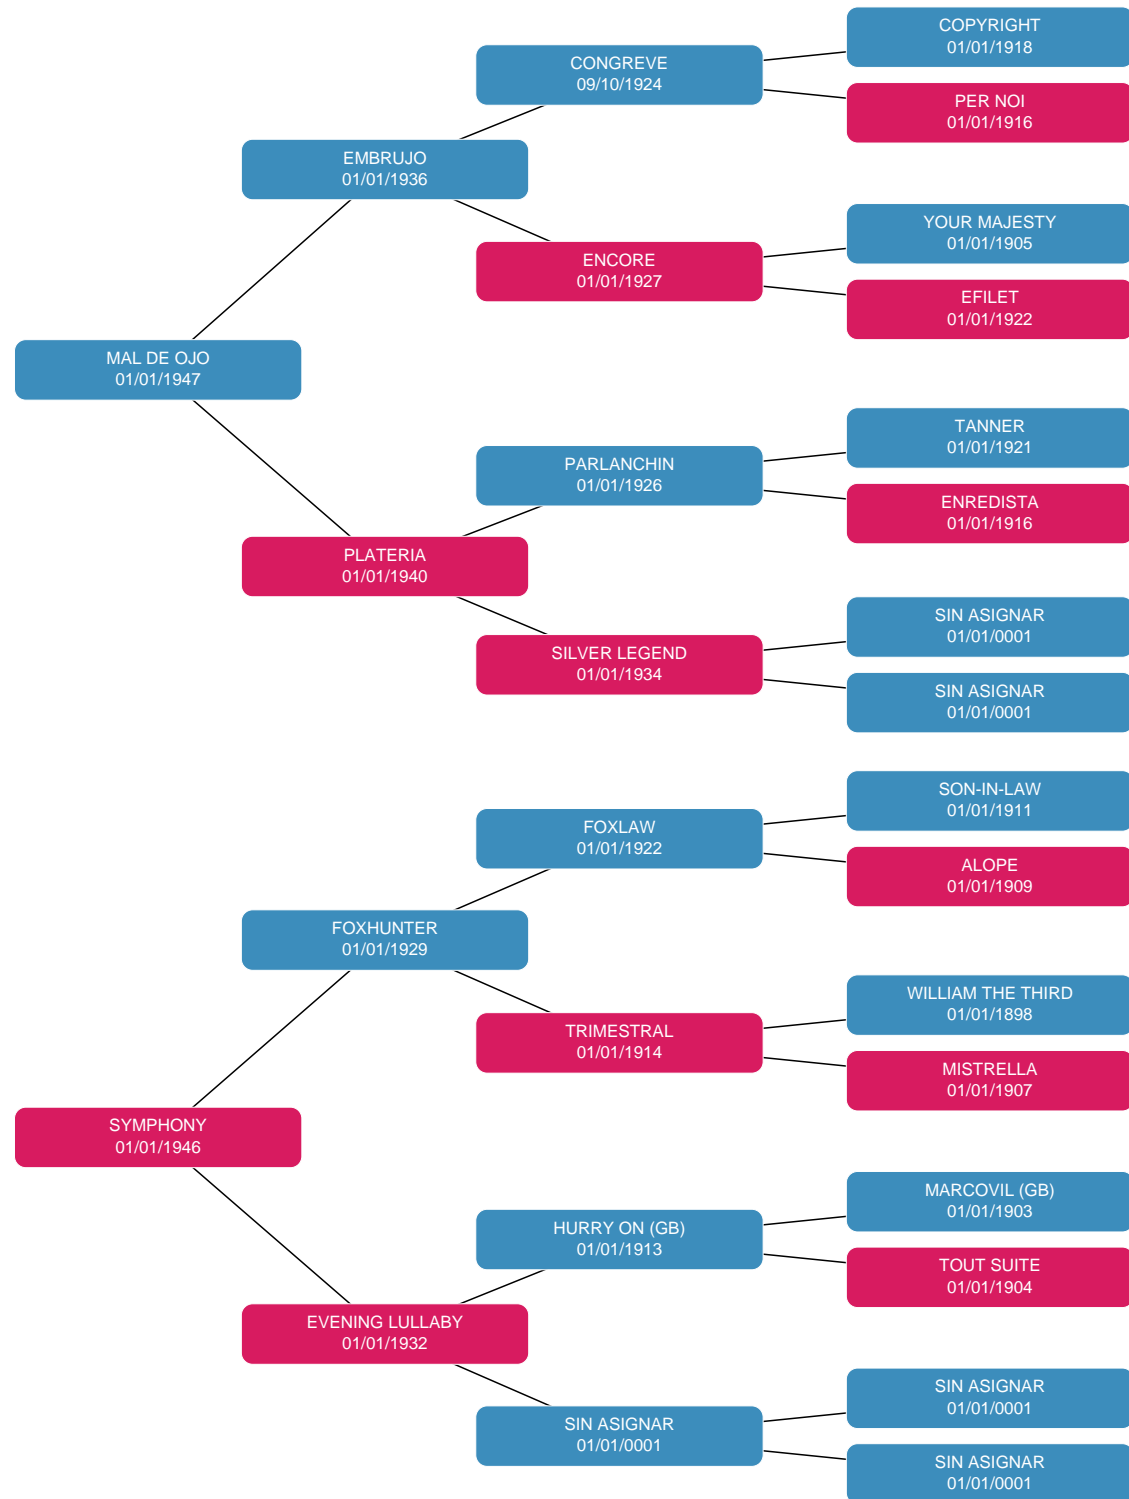 COPYRIGHT
01/01/1918
CONGREVE
09/10/1924
PER NOI
01/01/1916
EMBRUJO
01/01/1936
YOUR MAJESTY
01/01/1905
ENCORE
01/01/1927
EFILET
01/01/1922
MAL DE OJO
01/01/1947
TANNER
01/01/1921
PARLANCHIN
01/01/1926
ENREDISTA
01/01/1916
PLATERIA
01/01/1940
SIN ASIGNAR
01/01/0001
SILVER LEGEND
01/01/1934
SIN ASIGNAR
01/01/0001
SON-IN-LAW
01/01/1911
FOXLAW
01/01/1922
ALOPE
01/01/1909
FOXHUNTER
01/01/1929
WILLIAM THE THIRD
01/01/1898
TRIMESTRAL
01/01/1914
MISTRELLA
01/01/1907
SYMPHONY
01/01/1946
MARCOVIL (GB)
01/01/1903
HURRY ON (GB)
01/01/1913
TOUT SUITE
01/01/1904
EVENING LULLABY
01/01/1932
SIN ASIGNAR
01/01/0001
SIN ASIGNAR
01/01/0001
SIN ASIGNAR
01/01/0001